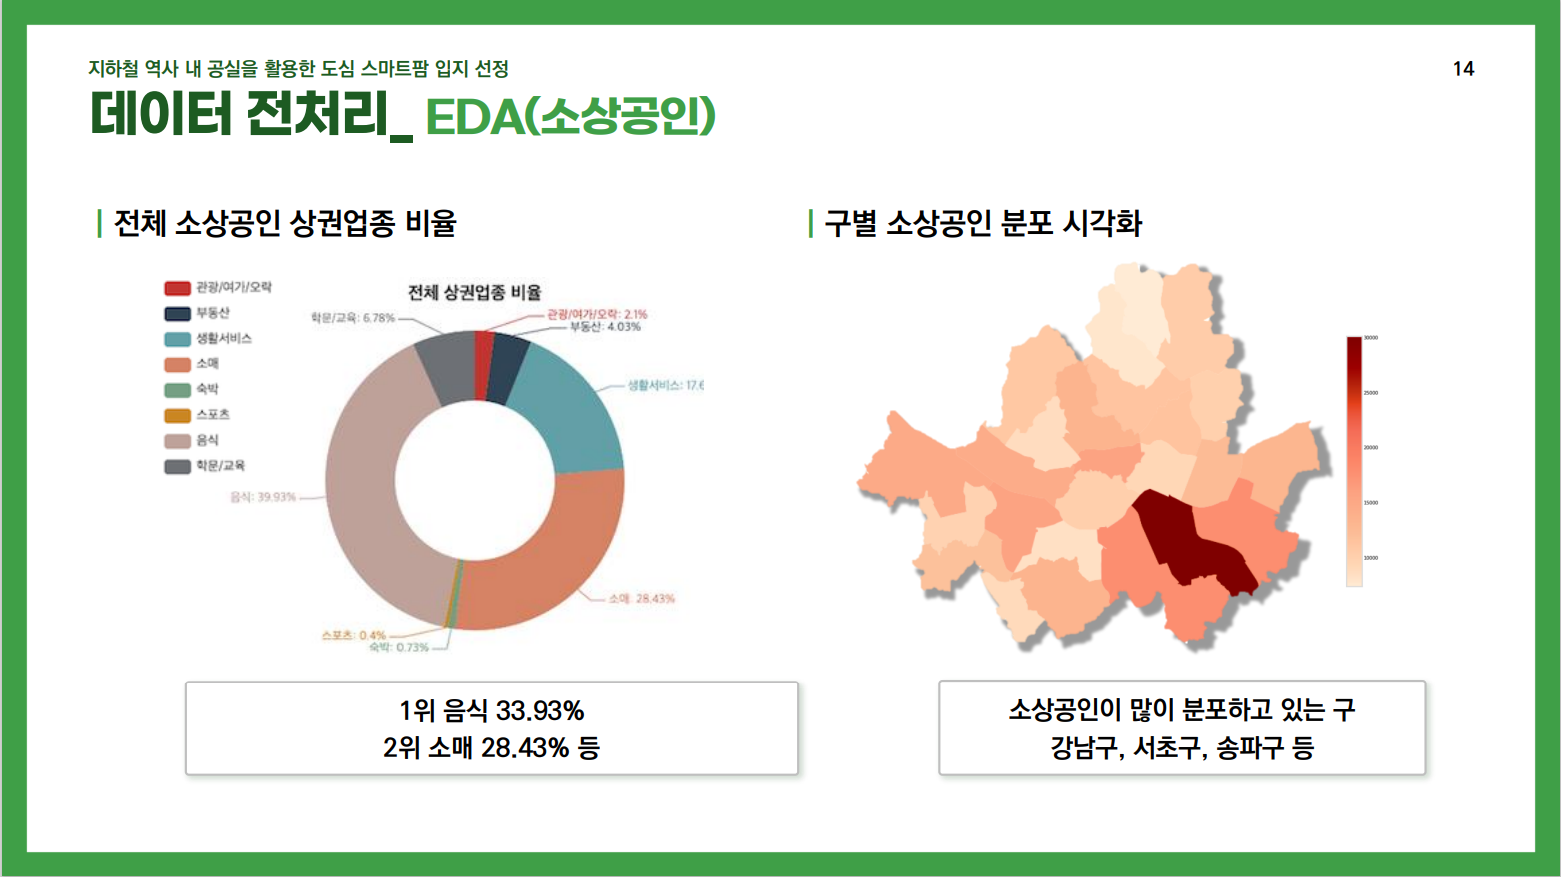 지하철 역사 내 공실을 활용한 도심 스마트팜 입지 선정
14
데이터 전처리_ EDA(소상공인)
| 전체 소상공인 상권업종 비율
| 구별 소상공인 분포 시각화
관광/여가/오락
부동산
생활서비스
소매
숙박
스포츠
음식
학문/교육
전체 상권업종 비율
학문/교육: 6.78%
관광/여가/오락: 2.1%
부동산: 4.03%
생활서비스: 17.6
음식: 39.93%
소매: 28.43%
스포츠: 0.4%
숙박: 0.73%
30000
25000
20000
15000
10000
1위 음식 33.93%
2위 소매 28.43% 등
소상공인이 많이 분포하고 있는 구
강남구, 서초구, 송파구 등